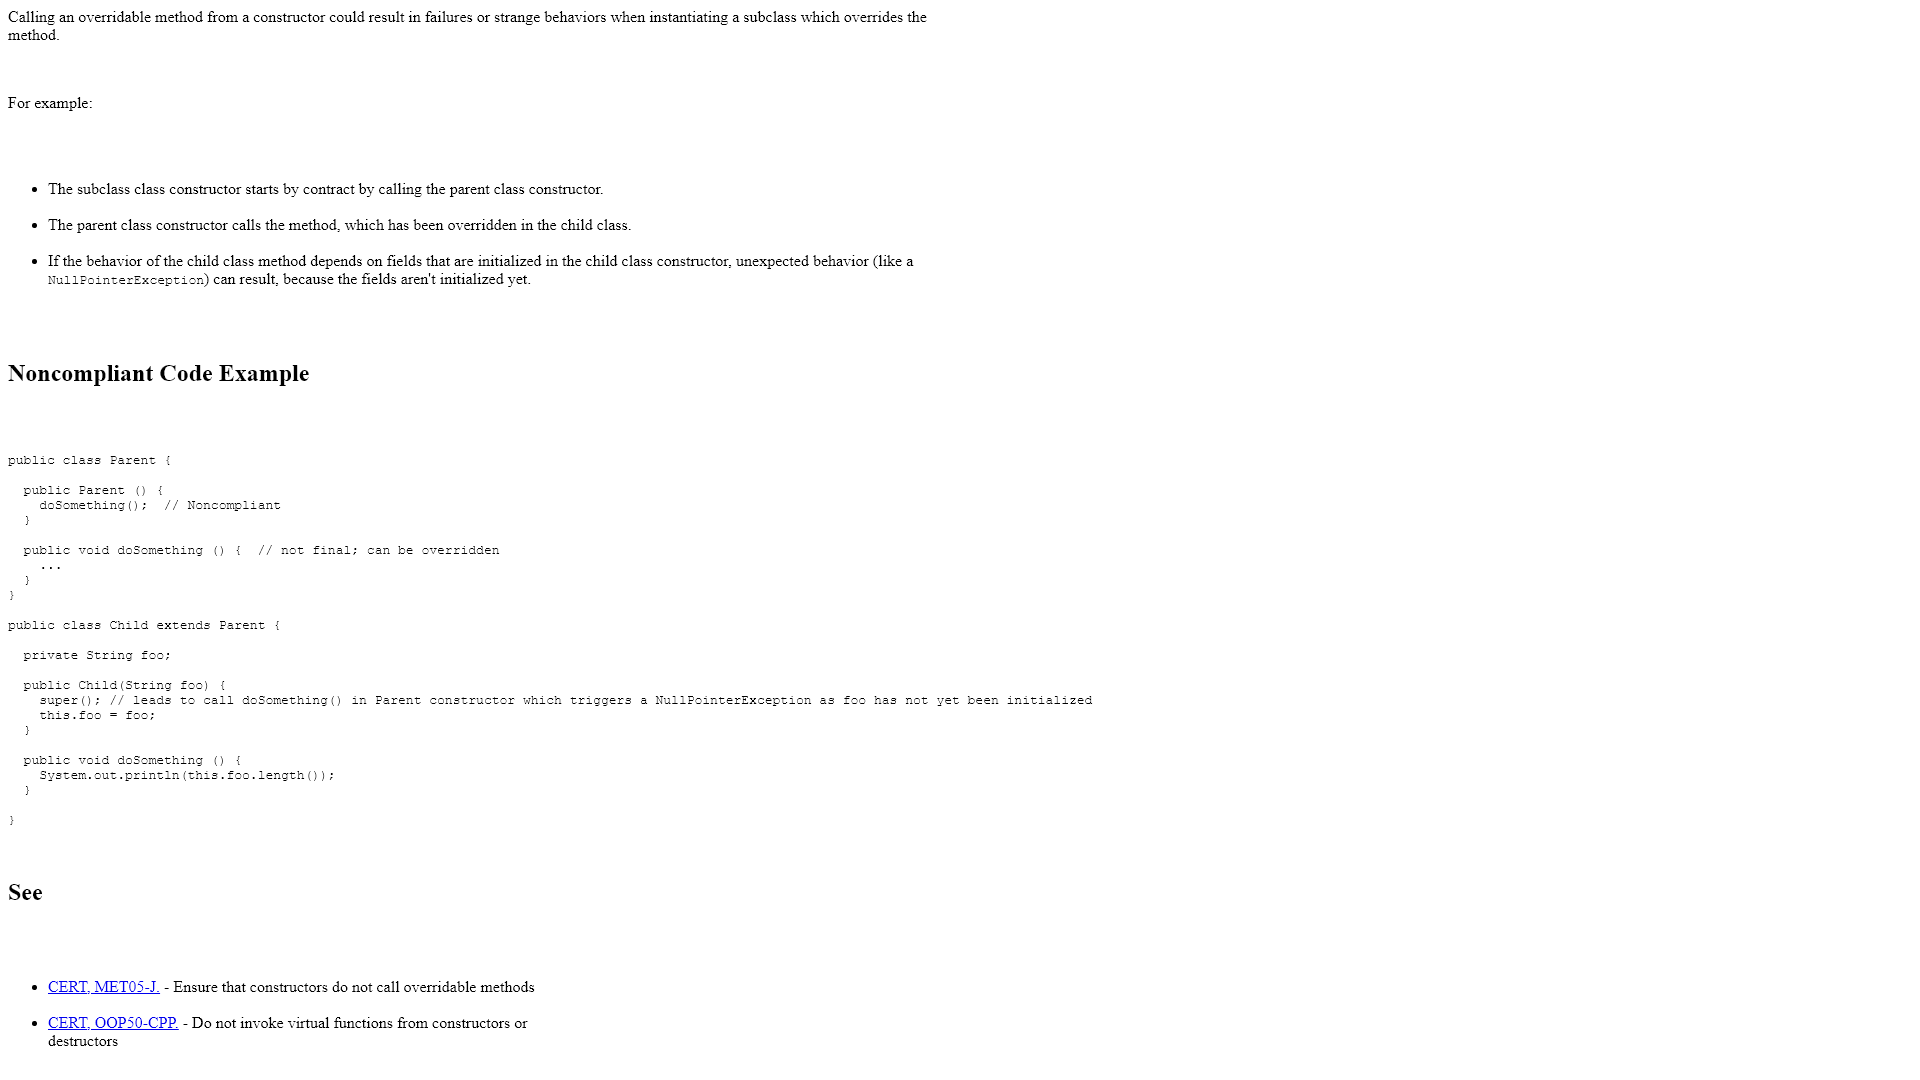 Calling an overridable method from a constructor could result in failures or strange behaviors when instantiating a subclass which overrides the
method.
For example:
The subclass class constructor starts by contract by calling the parent class constructor.
The parent class constructor calls the method, which has been overridden in the child class.
If the behavior of the child class method depends on fields that are initialized in the child class constructor, unexpected behavior (like a
NullPointerException) can result, because the fields aren't initialized yet.
Noncompliant Code Example
public class Parent {
  public Parent () {
    doSomething();  // Noncompliant
  }
  public void doSomething () {  // not final; can be overridden
    ...
  }
}
public class Child extends Parent {
  private String foo;
  public Child(String foo) {
    super(); // leads to call doSomething() in Parent constructor which triggers a NullPointerException as foo has not yet been initialized
    this.foo = foo;
  }
  public void doSomething () {
    System.out.println(this.foo.length());
  }
}
See
CERT, MET05-J. - Ensure that constructors do not call overridable methods
CERT, OOP50-CPP. - Do not invoke virtual functions from constructors or
destructors